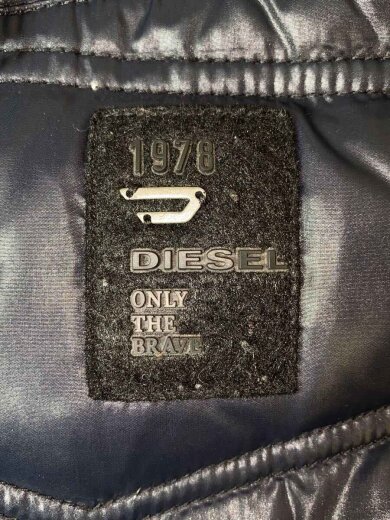 1978
DIESEL
ONLY
THE
BRAVE